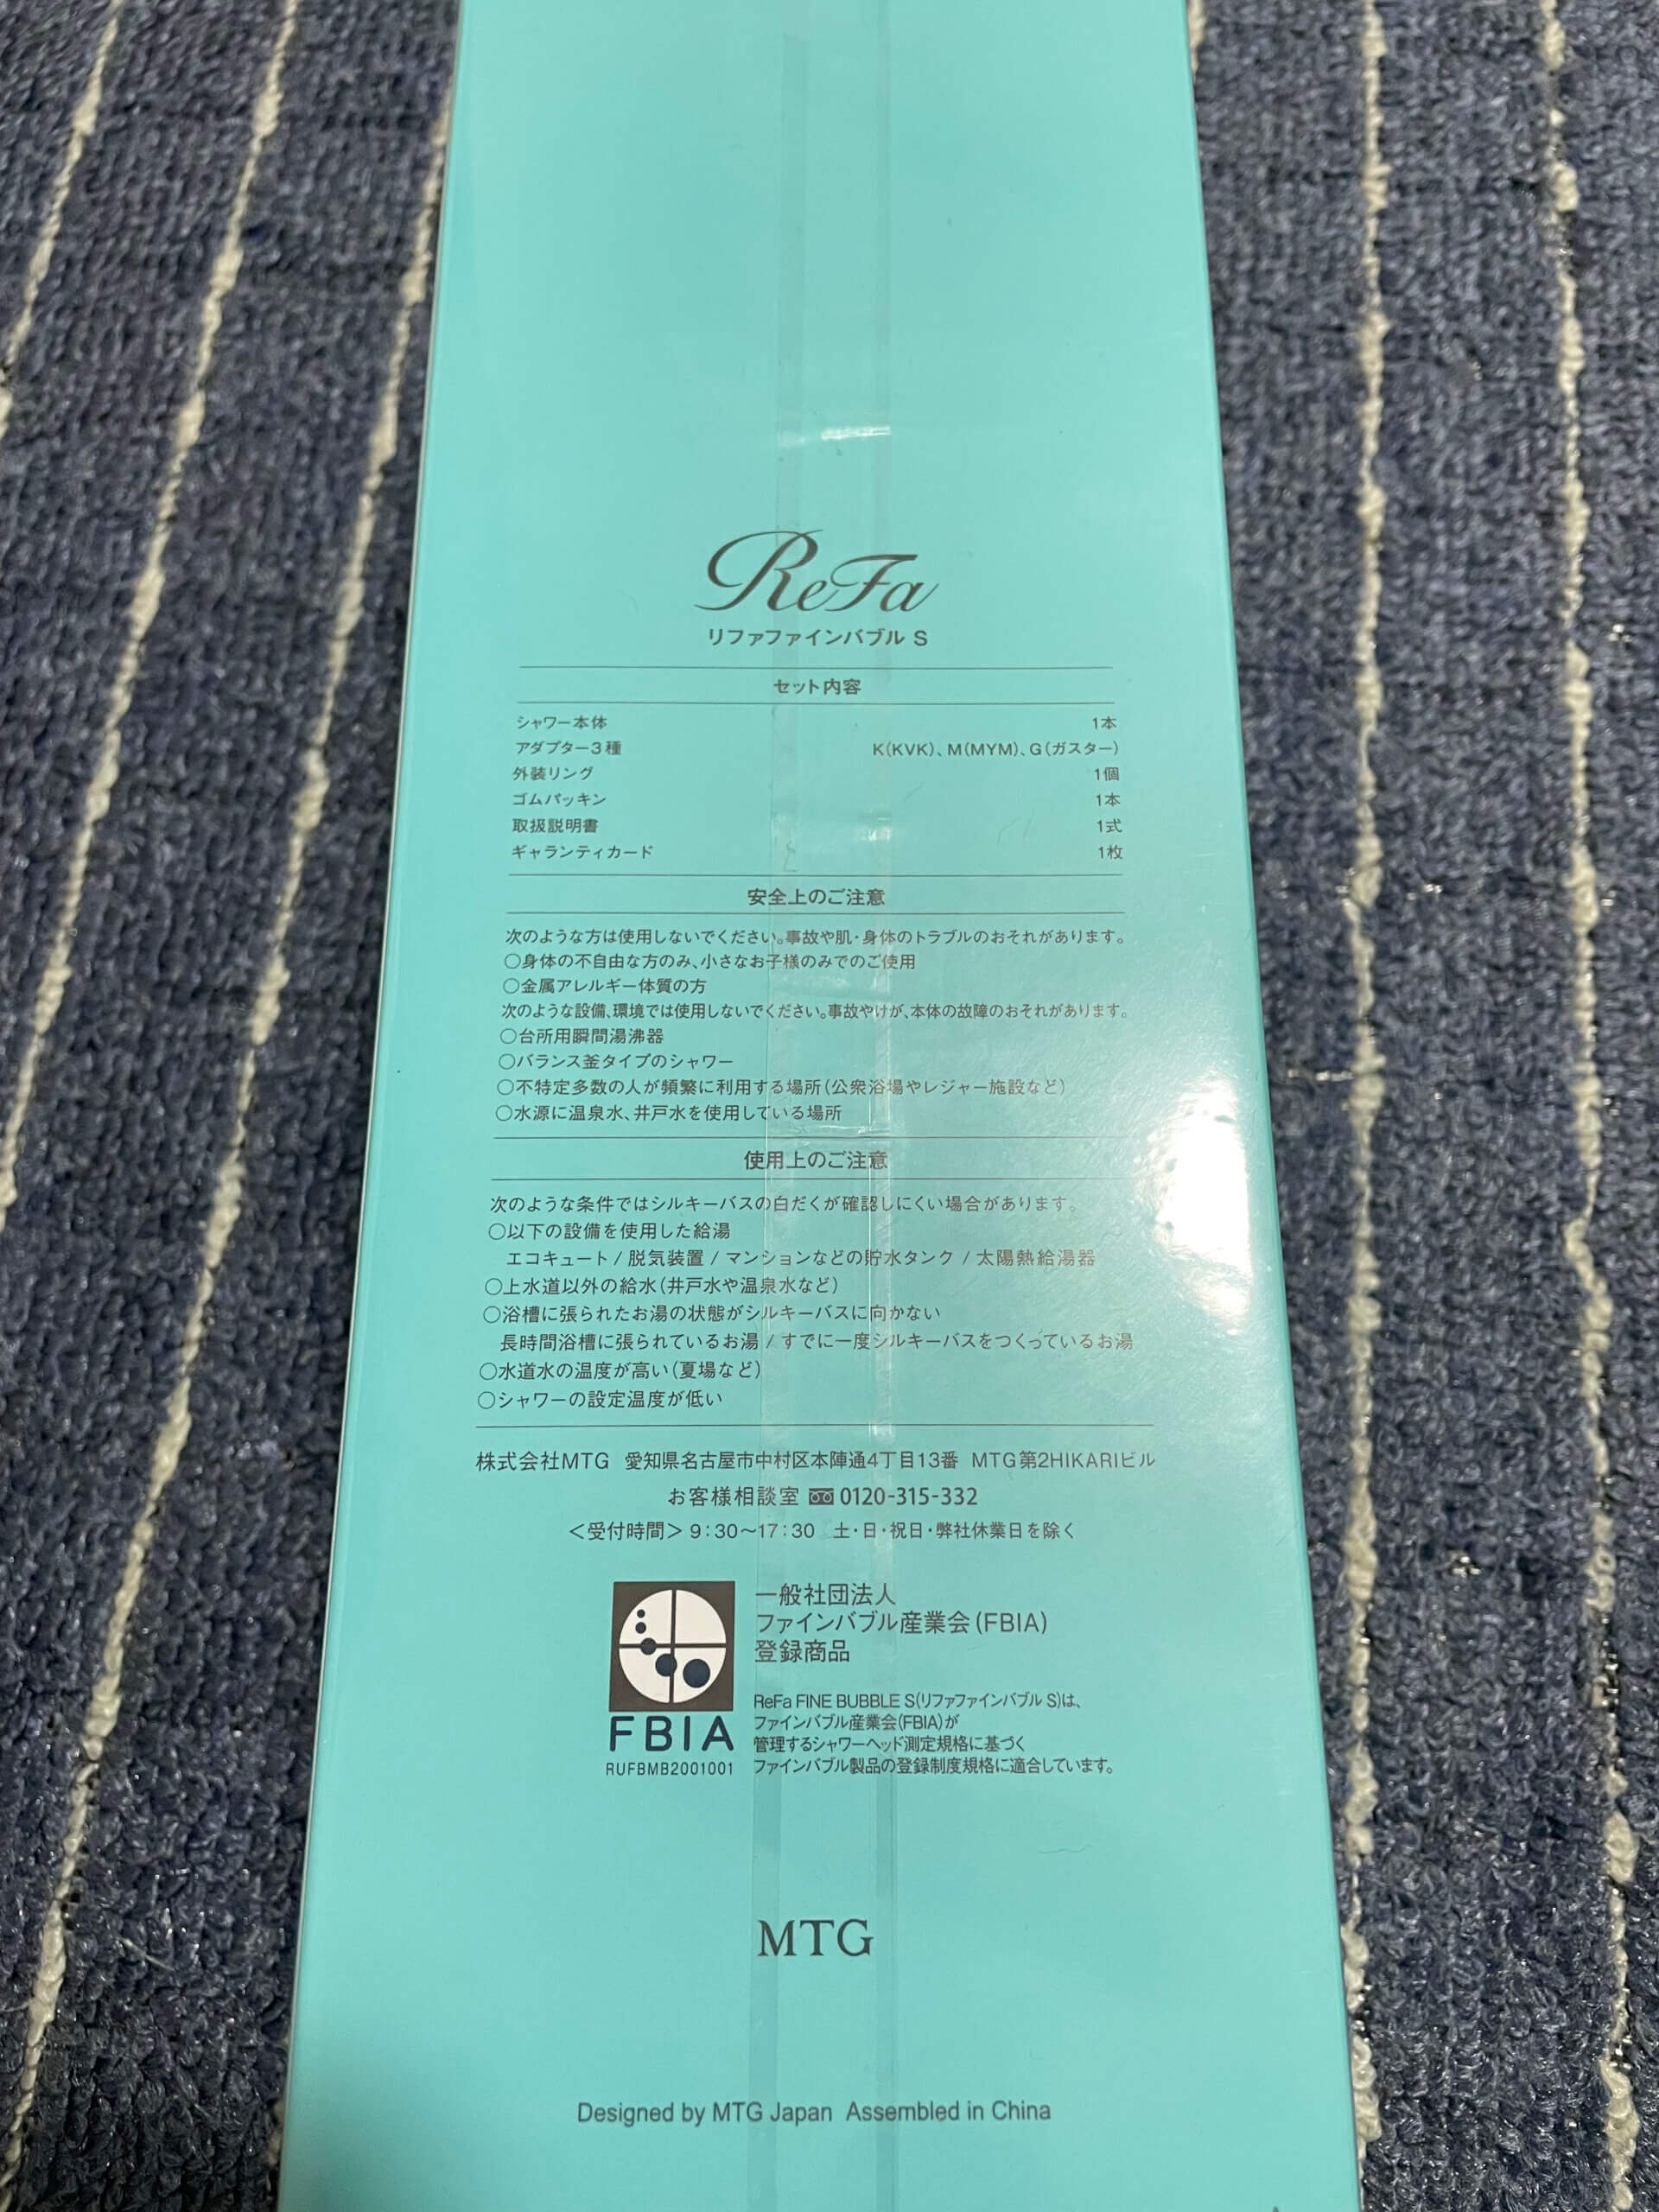 ReFa
リファファインバブル S
セット内容
シャワー本体 1本
アダプター3種 K(KVK)、M(MYM)、G(ガスター)
外装リング 1個
ゴムパッキン 1本
取扱説明書 1式
ギャランティカード 1枚
安全上のご注意
次のような方は使用しないでください。事故や肌・身体のトラブルのおそれがあります。
○身体の不自由な方のみ、小さなお子様のみでのご使用
○金属アレルギー体質の方
次のような設備、環境では使用しないでください。事故やけが、本体の故障のおそれがあります。
○台所用瞬間湯沸器
○バランス釜タイプのシャワー
○不特定多数の人が頻繁に利用する場所(公衆浴場やレジャー施設など)
○水源に温泉水、井戸水を使用している場所
使用上のご注意
次のような条件ではシルキーバスの白だくが確認しにくい場合があります。
○以下の設備を使用した給湯
エコキュート / 脱気装置 / マンションなどの貯水タンク / 太陽熱給湯器
○上水道以外の給水(井戸水や温泉水など)
○浴槽に張られたお湯の状態がシルキーバスに向かない
長時間浴槽に張られているお湯 / すでに一度シルキーバスをつくっているお湯
○水道水の温度が高い(夏場など)
○シャワーの設定温度が低い
株式会社MTG 愛知県名古屋市中村区本陣通4丁目13番 MTG第2HIKARIビル
お客様相談室 0120-315-332
＜受付時間＞ 9:30～17:30 土・日・祝日・弊社休業日を除く
一般社団法人
ファインバブル産業会(FBIA)
登録商品
FBIA
RUFBMB2001001
ReFa FINE BUBBLE S(リファファインバブル S)は、
ファインバブル産業会(FBIA)が
管理するシャワーヘッド測定規格に基づく
ファインバブル製品の登録制度規格に適合しています。
MTG
Designed by MTG Japan Assembled in China